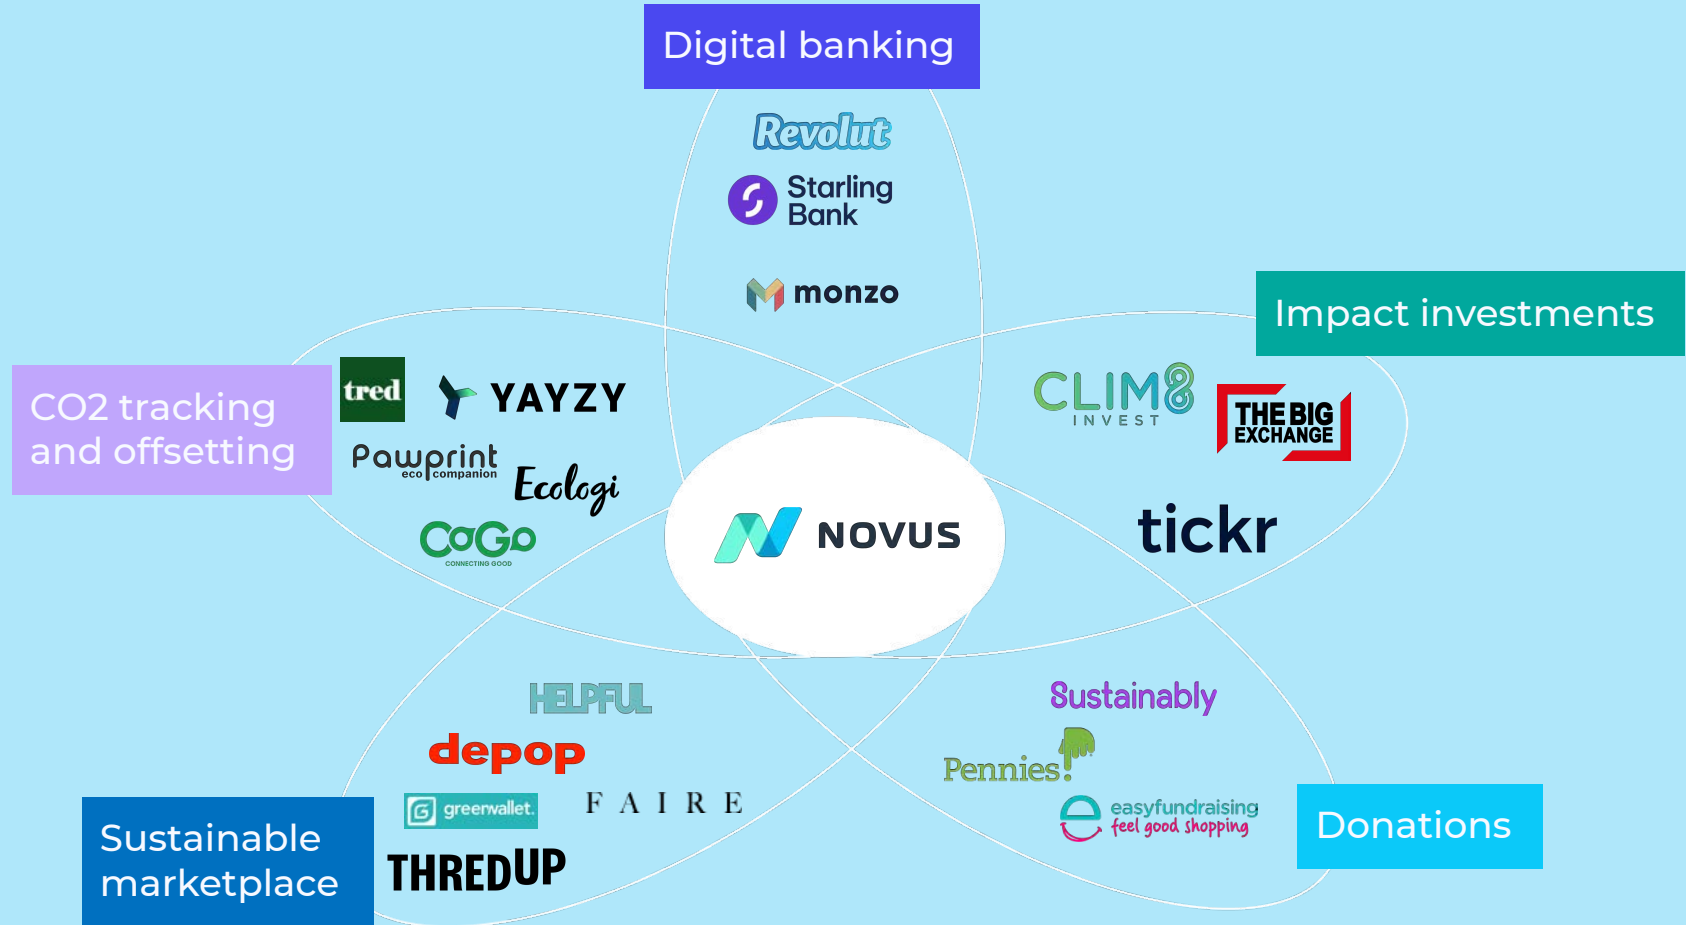 Digital banking
Revolut
Starling
Bank
monzo
Impact investments
CLIM8
INVEST
THE BIG
EXCHANGE
tickr
CO2 tracking
and offsetting
tred
YAYZY
Pawprint
eco companion
Ecologi
CoGo
CONNECTING GOOD
NOVUS
HELPFUL
depop
greenwallet.
FAIRE
THREDUP
Sustainable
marketplace
Sustainably
Pennies
easyfundraising
feel good shopping
Donations